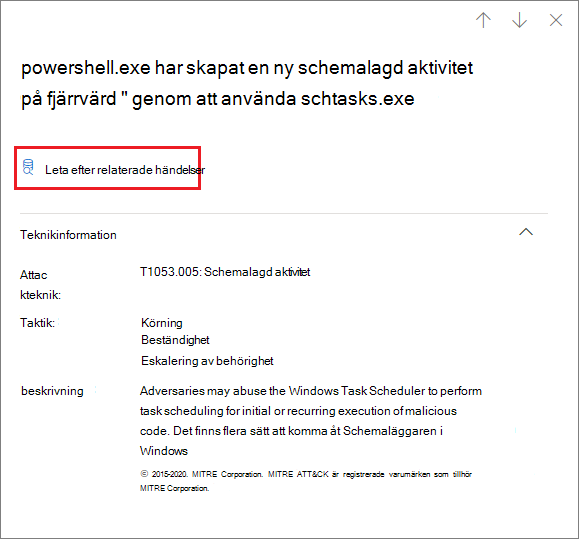 powershell.exe har skapat en ny schemalagd aktivitet
på fjärrvärd " genom att använda schtasks.exe
Leta efter relaterade händelser
Teknikinformation
Attac
kteknik:
T1053.005: Schemalagd aktivitet
Taktik:
Körning
Beständighet
Eskalering av behörighet
beskrivning
Adversaries may abuse the Windows Task Scheduler to perform
task scheduling for initial or recurring execution of malicious
code. Det finns flera sätt att komma åt Schemaläggaren i
Windows
© 2015-2020. MITRE Corporation. MITRE ATT&CK är registrerade varumärken som tillhör
MITRE Corporation.